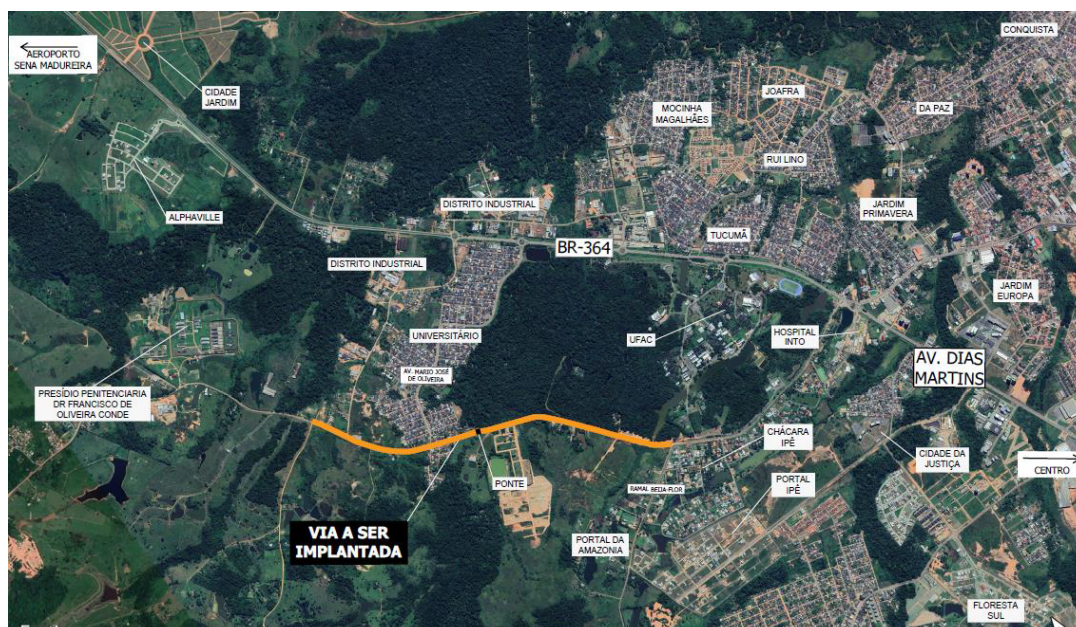 CONQUISTA
AEROPORTO
SENA MADUREIRA
CIDADE
JARDIM
JOAFRA
MOCINHA
MAGALHÃES
DA PAZ
RUI LINO
ALPHAVILLE
DISTRITO INDUSTRIAL
JARDIM
PRIMAVERA
TUCUMÃ
BR-364
DISTRITO INDUSTRIAL
JARDIM
EUROPA
UNIVERSITÁRIO
UFAC
HOSPITAL
INTO
AV. DIAS
MARTINS
AV. MARIO JOSÉ
DE OLIVEIRA
PRESÍDIO PENITENCIARIA
DR FRANCISCO DE
OLIVEIRA CONDE
CHÁCARA
IPÊ
CIDADE DA
JUSTIÇA
CENTRO
PONTE
RAMAL BEIJA-FLOR
PORTAL
IPÊ
VIA A SER
IMPLANTADA
PORTAL DA
AMAZONIA
FLORESTA
SUL